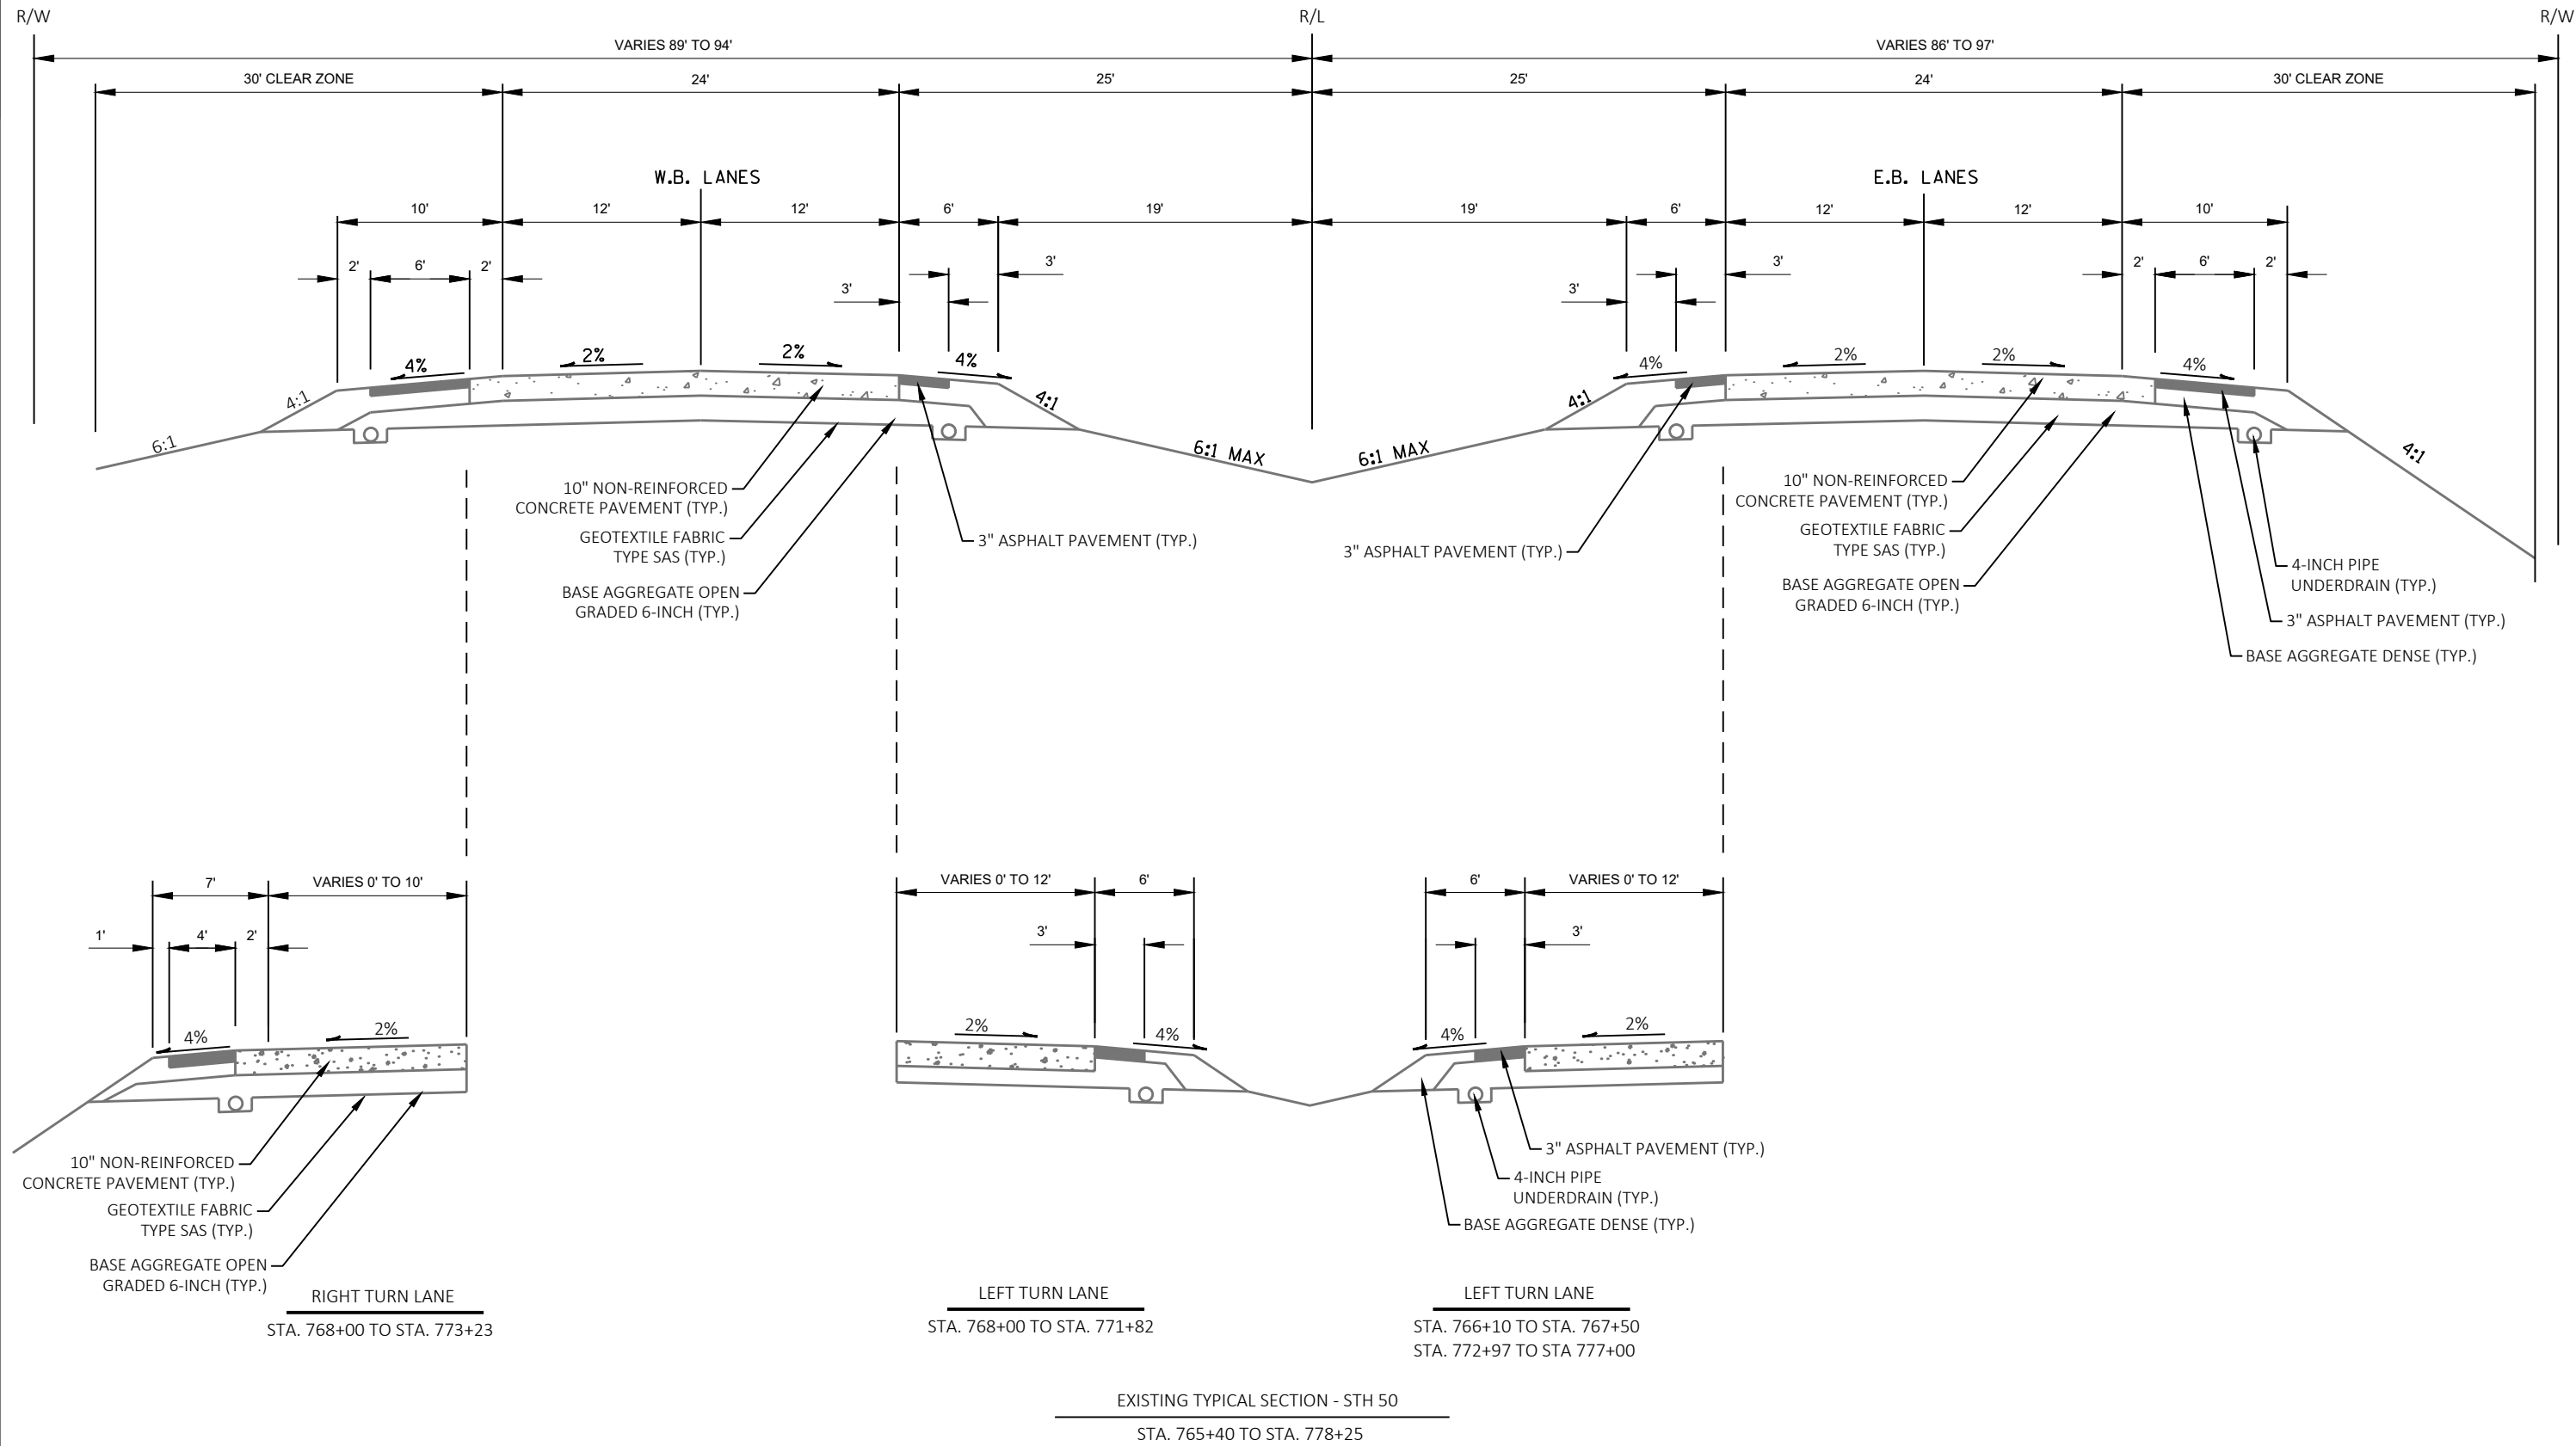 R/W
R/L
R/W
VARIES 89' TO 94'
VARIES 86' TO 97'
30' CLEAR ZONE
24'
25'
25'
24'
30' CLEAR ZONE
W.B. LANES
E.B. LANES
10'
12'
12'
6'
19'
19'
6'
12'
12'
10'
2'
6'
2'
3'
3'
3'
3'
2'
6'
2'
4%
2%
2%
4%
4%
2%
2%
4%
4:1
4:1
4:1
4:1
6:1
6:1 MAX
6:1 MAX
10" NON-REINFORCED
CONCRETE PAVEMENT (TYP.)
GEOTEXTILE FABRIC
TYPE SAS (TYP.)
BASE AGGREGATE OPEN
GRADED 6-INCH (TYP.)
3" ASPHALT PAVEMENT (TYP.)
3" ASPHALT PAVEMENT (TYP.)
10" NON-REINFORCED
CONCRETE PAVEMENT (TYP.)
GEOTEXTILE FABRIC
TYPE SAS (TYP.)
BASE AGGREGATE OPEN
GRADED 6-INCH (TYP.)
4-INCH PIPE
UNDERDRAIN (TYP.)
3" ASPHALT PAVEMENT (TYP.)
BASE AGGREGATE DENSE (TYP.)
7'
VARIES 0' TO 10'
1'
4'
2'
4%
2%
10" NON-REINFORCED
CONCRETE PAVEMENT (TYP.)
GEOTEXTILE FABRIC
TYPE SAS (TYP.)
BASE AGGREGATE OPEN
GRADED 6-INCH (TYP.)
RIGHT TURN LANE
STA. 768+00 TO STA. 773+23
VARIES 0' TO 12'
6'
3'
2%
4%
LEFT TURN LANE
STA. 768+00 TO STA. 771+82
6'
VARIES 0' TO 12'
3'
4%
2%
3" ASPHALT PAVEMENT (TYP.)
4-INCH PIPE
UNDERDRAIN (TYP.)
BASE AGGREGATE DENSE (TYP.)
LEFT TURN LANE
STA. 766+10 TO STA. 767+50
STA. 772+97 TO STA 777+00
EXISTING TYPICAL SECTION - STH 50
STA. 765+40 TO STA. 778+25